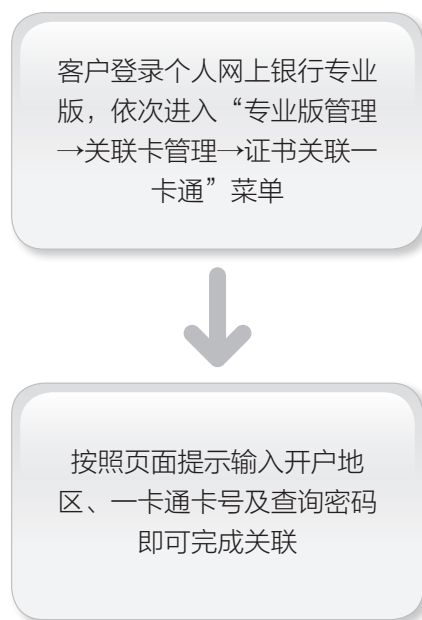 客户登录个人网上银行专业
版，依次进入“专业版管理
→关联卡管理→证书关联一
卡通”菜单
按照页面提示输入开户地
区、一卡通卡号及查询密码
即可完成关联